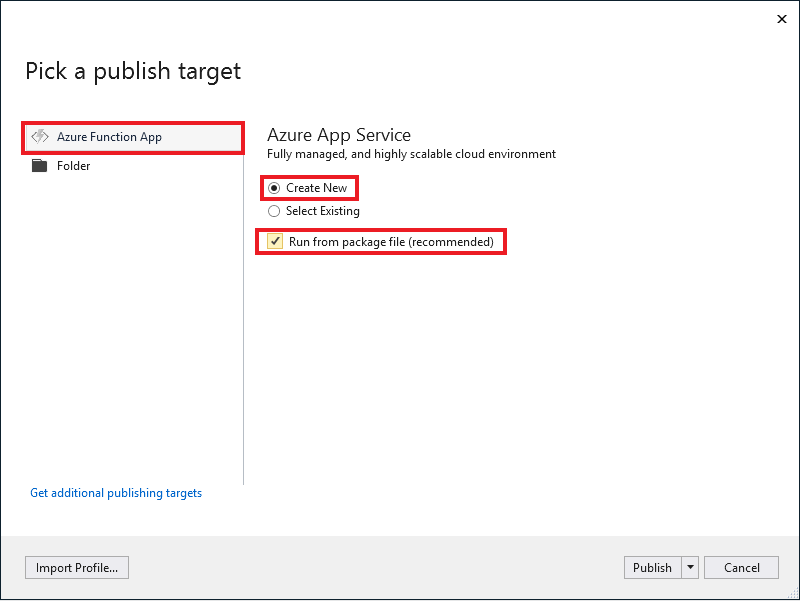 Pick a publish target
Azure Function App
Folder
Azure App Service
Fully managed, and highly scalable cloud environment
Create New
Select Existing
Run from package file (recommended)
Get additional publishing targets
Import Profile...
Publish
Cancel